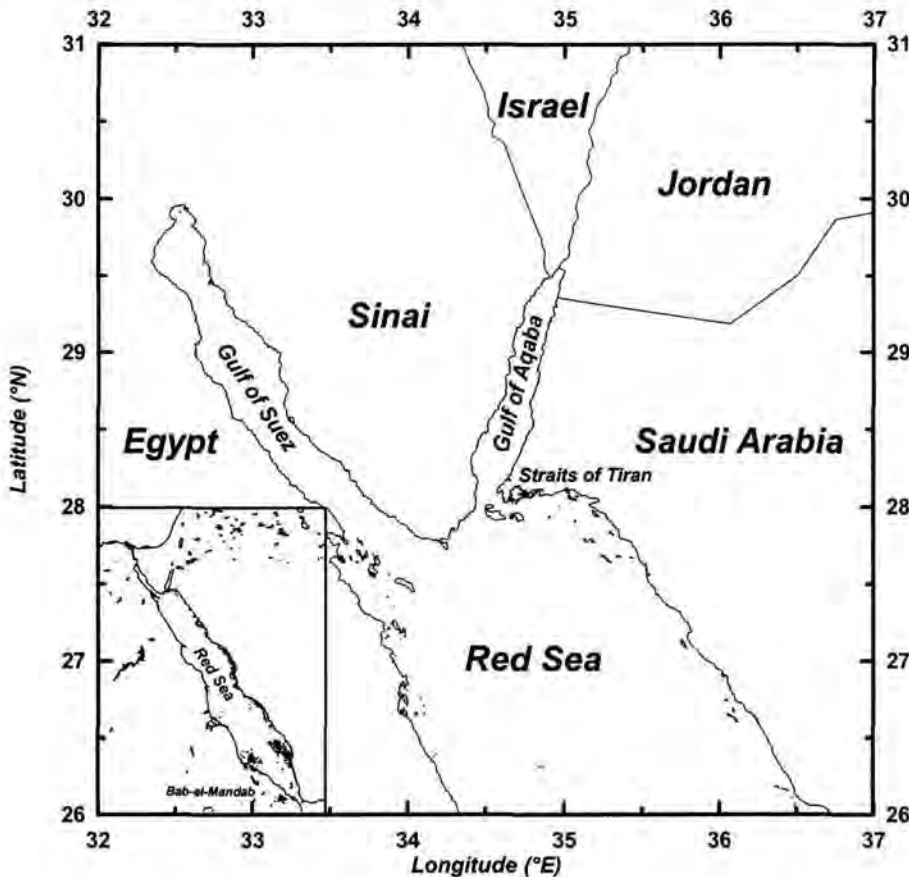 32 33 34 35 36 37
31 31
Israel
Jordan
30 30
Sinai
29 29
Gulf of Suez
Gulf of Aqaba
Latitude (°N)
Egypt
Saudi Arabia
Straits of Tiran
28 28
Red Sea
27 27
Red Sea
Bab-el-Mandab
26 26
32 33 34 35 36 37
Longitude (°E)